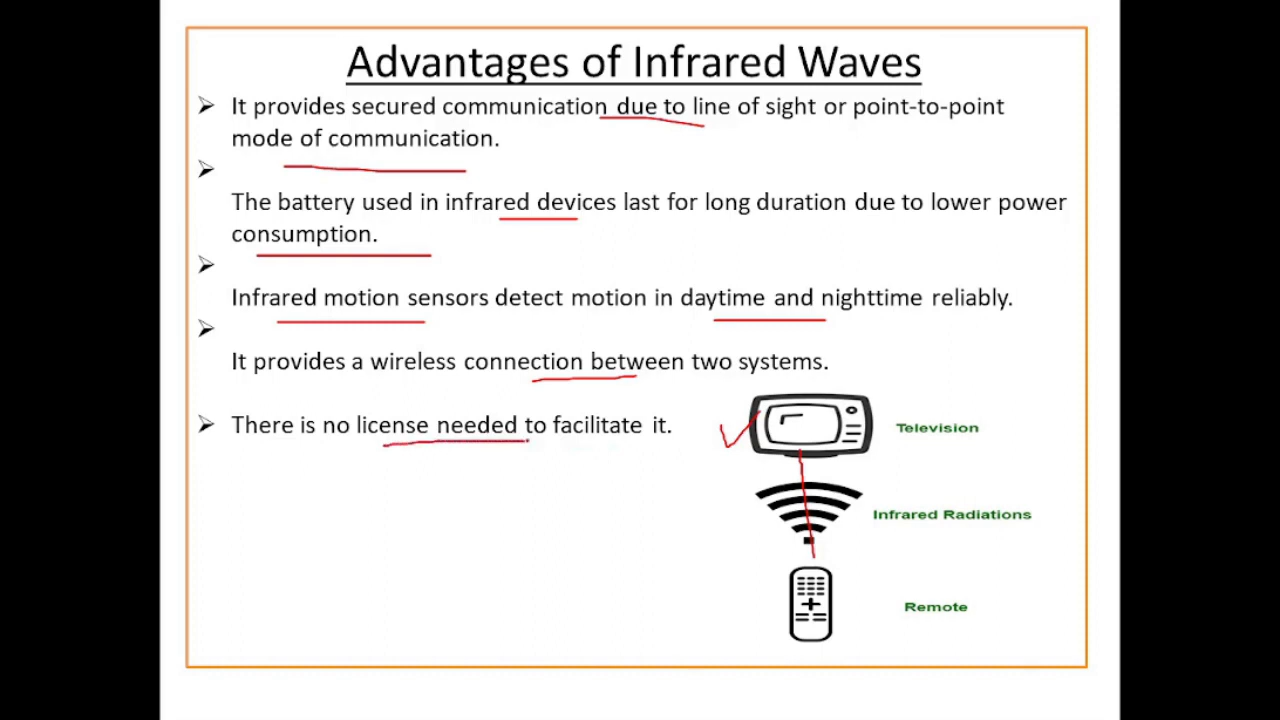 Advantages of Infrared Waves
➢ It provides secured communication due to line of sight or point-to-point
mode of communication.
➢
The battery used in infrared devices last for long duration due to lower power
consumption.
➢
Infrared motion sensors detect motion in daytime and nighttime reliably.
➢
It provides a wireless connection between two systems.
➢ There is no license needed to facilitate it.
Television
Infrared Radiations
Remote